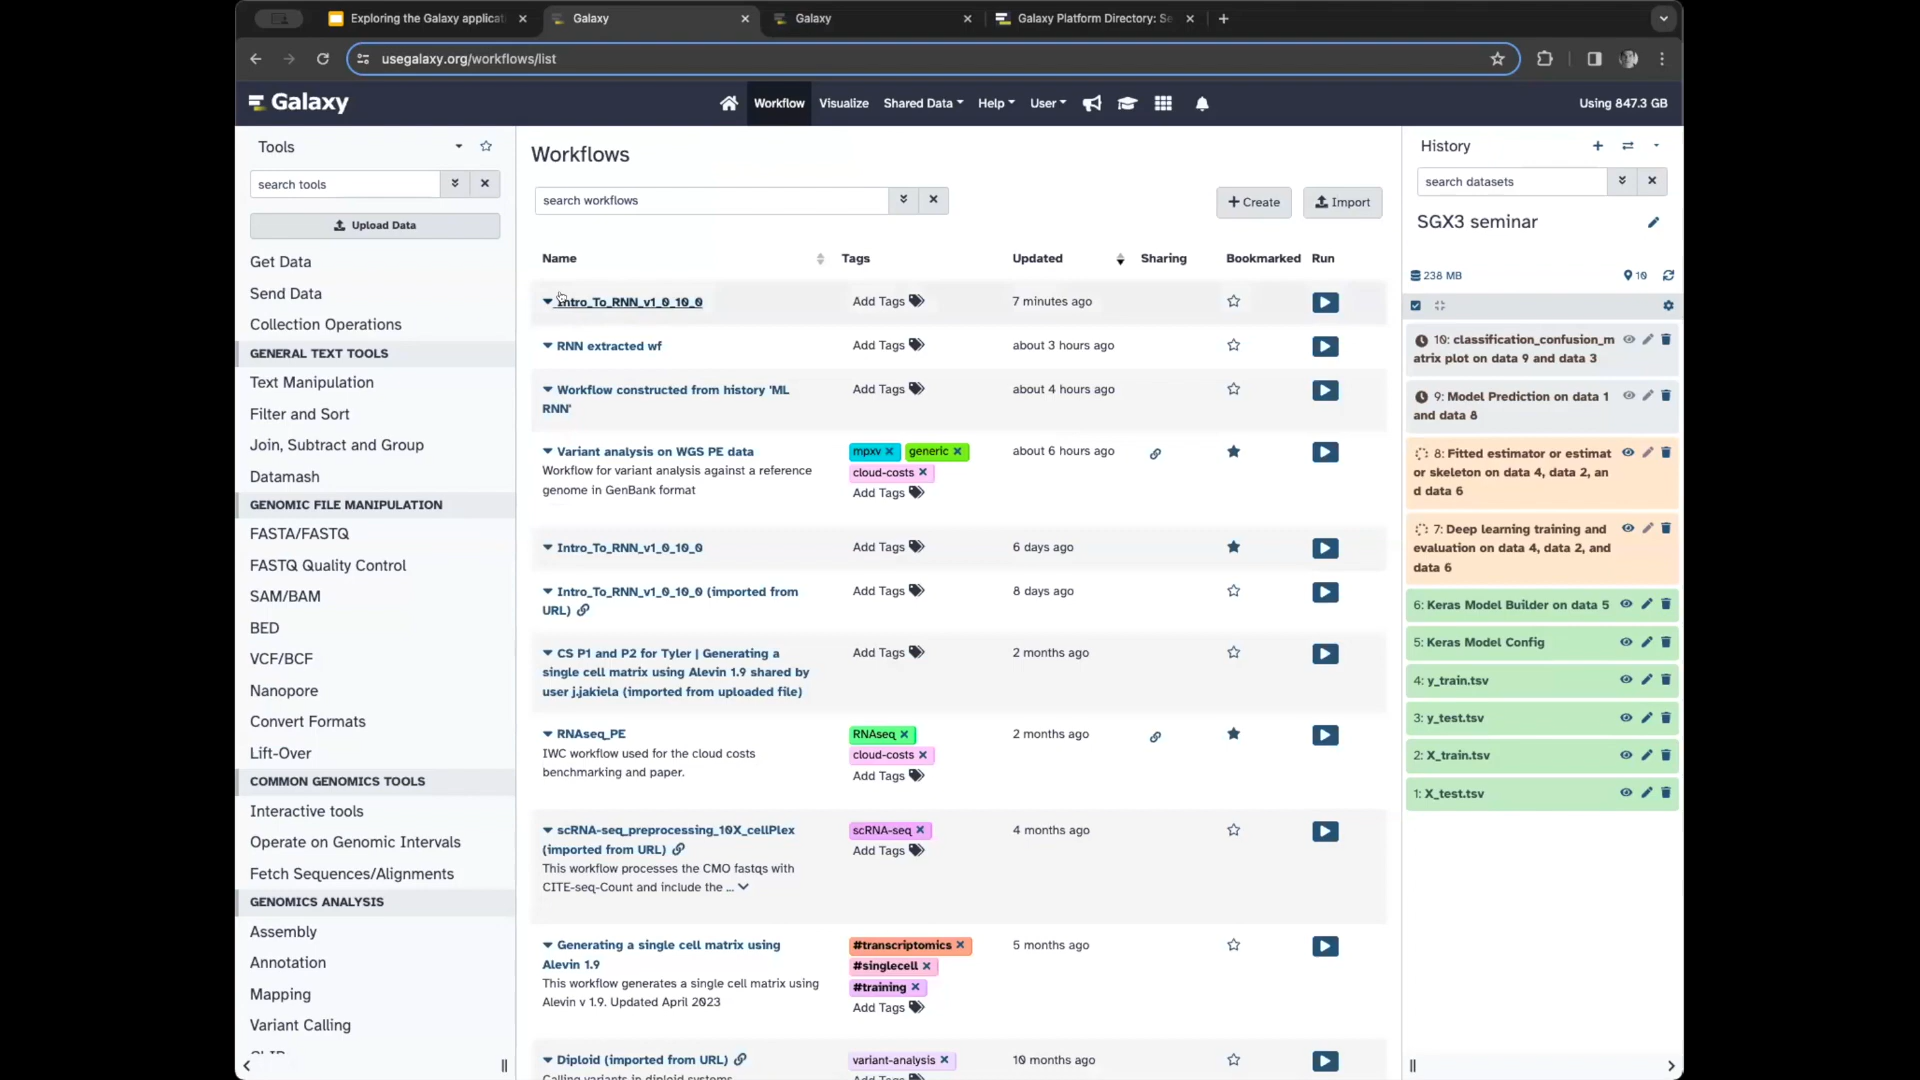 Exploring the Galaxy applicat
Galaxy
Galaxy
Galaxy Platform Directory: Se
usegalaxy.org/workflows/list
Galaxy
Workflow
Visualize
Shared Data
Help
User
Using 847.3 GB
Tools
search tools
Upload Data
Get Data
Send Data
Collection Operations
GENERAL TEXT TOOLS
Text Manipulation
Filter and Sort
Join, Subtract and Group
Datamash
GENOMIC FILE MANIPULATION
FASTA/FASTQ
FASTQ Quality Control
SAM/BAM
BED
VCF/BCF
Nanopore
Convert Formats
Lift-Over
COMMON GENOMICS TOOLS
Interactive tools
Operate on Genomic Intervals
Fetch Sequences/Alignments
GENOMICS ANALYSIS
Assembly
Annotation
Mapping
Variant Calling
Workflows
search workflows
Create
Import
Name
Tags
Updated
Sharing
Bookmarked
Run
Intro_To_RNN_v1_0_10_0
Add Tags
7 minutes ago
RNN extracted wf
Add Tags
about 3 hours ago
Workflow constructed from history 'ML
RNN'
Add Tags
about 4 hours ago
Variant analysis on WGS PE data
Workflow for variant analysis against a reference
genome in GenBank format
mpxv generic
cloud-costs
Add Tags
about 6 hours ago
Intro_To_RNN_v1_0_10_0
Add Tags
6 days ago
Intro_To_RNN_v1_0_10_0 (imported from
URL)
Add Tags
8 days ago
CS P1 and P2 for Tyler | Generating a
single cell matrix using Alevin 1.9 shared by
user j.jakiela (imported from uploaded file)
Add Tags
2 months ago
RNAseq_PE
IWC workflow used for the cloud costs
benchmarking and paper.
RNAseq
cloud-costs
Add Tags
2 months ago
scRNA-seq_preprocessing_10X_cellPlex
(imported from URL)
This workflow processes the CMO fastqs with
CITE-seq-Count and include the ...
scRNA-seq
Add Tags
4 months ago
Generating a single cell matrix using
Alevin 1.9
This workflow generates a single cell matrix using
Alevin v 1.9. Updated April 2023
#transcriptomics
#singlecell
#training
Add Tags
5 months ago
Diploid (imported from URL)
Calling variants in diploid systems
variant-analysis
Add Tags
10 months ago
History
search datasets
SGX3 seminar
238 MB
10
10: classification_confusion_m
atrix plot on data 9 and data 3
9: Model Prediction on data 1
and data 8
8: Fitted estimator or estimat
or skeleton on data 4, data 2, an
d data 6
7: Deep learning training and
evaluation on data 4, data 2, and
data 6
6: Keras Model Builder on data 5
5: Keras Model Config
4: y_train.tsv
3: y_test.tsv
2: X_train.tsv
1: X_test.tsv